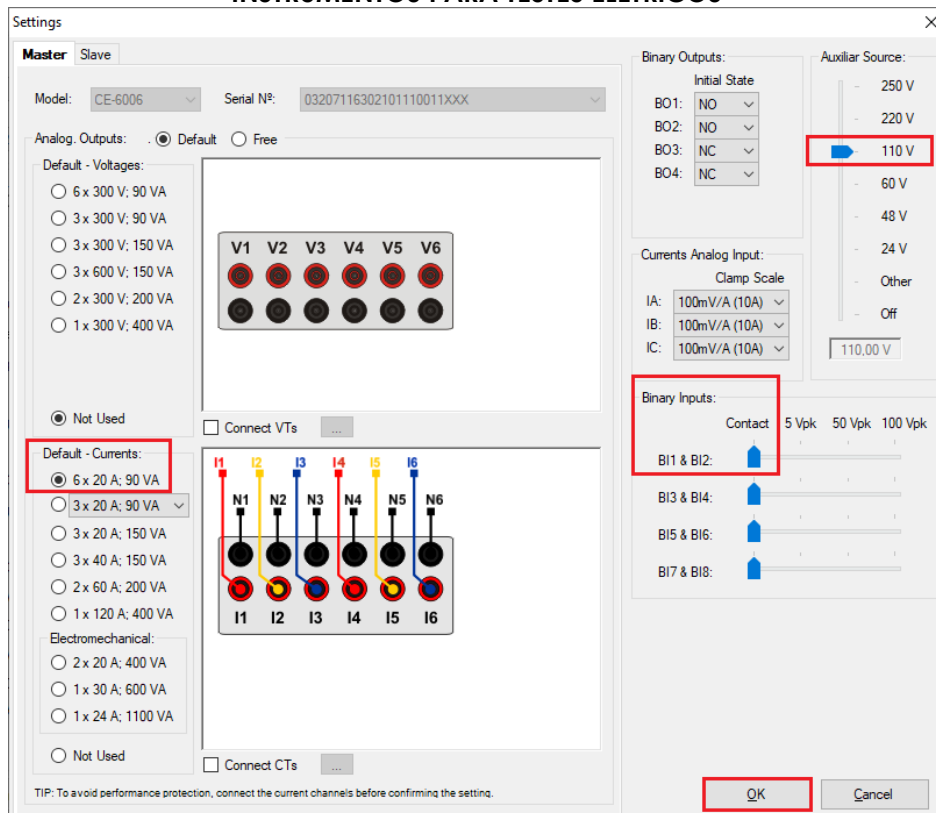 INSTRUMENTOS PARA TESTES ELÉTRICOS
Settings
Master Slave
Model: CE-6006 Serial Nº: 03207116302101110011XXX
Analog. Outputs: . Default Free
Default - Voltages:
6 x 300 V; 90 VA
3 x 300 V; 90 VA
3 x 300 V; 150 VA
3 x 600 V; 150 VA
2 x 300 V; 200 VA
1 x 300 V; 400 VA
Not Used
V1 V2 V3 V4 V5 V6
Connect VTs ...
Default - Currents:
6 x 20 A; 90 VA
3 x 20 A; 90 VA
3 x 20 A; 150 VA
3 x 40 A; 150 VA
2 x 60 A; 200 VA
1 x 120 A; 400 VA
Electromechanical:
2 x 20 A; 400 VA
1 x 30 A; 600 VA
1 x 24 A; 1100 VA
Not Used
I1 I2 I3 I4 I5 I6
N1 N2 N3 N4 N5 N6
I1 I2 I3 I4 I5 I6
Connect CTs ...
TIP: To avoid performance protection, connect the current channels before confirming the setting.
Binary Outputs:
Initial State
BO1: NO
BO2: NO
BO3: NC
BO4: NC
Auxiliar Source:
250 V
220 V
110 V
60 V
48 V
24 V
Other
Off
110,00 V
Currents Analog Input:
Clamp Scale
IA: 100mV/A (10A)
IB: 100mV/A (10A)
IC: 100mV/A (10A)
Binary Inputs:
Contact 5 Vpk 50 Vpk 100 Vpk
BI1 & BI2:
BI3 & BI4:
BI5 & BI6:
BI7 & BI8:
OK Cancel